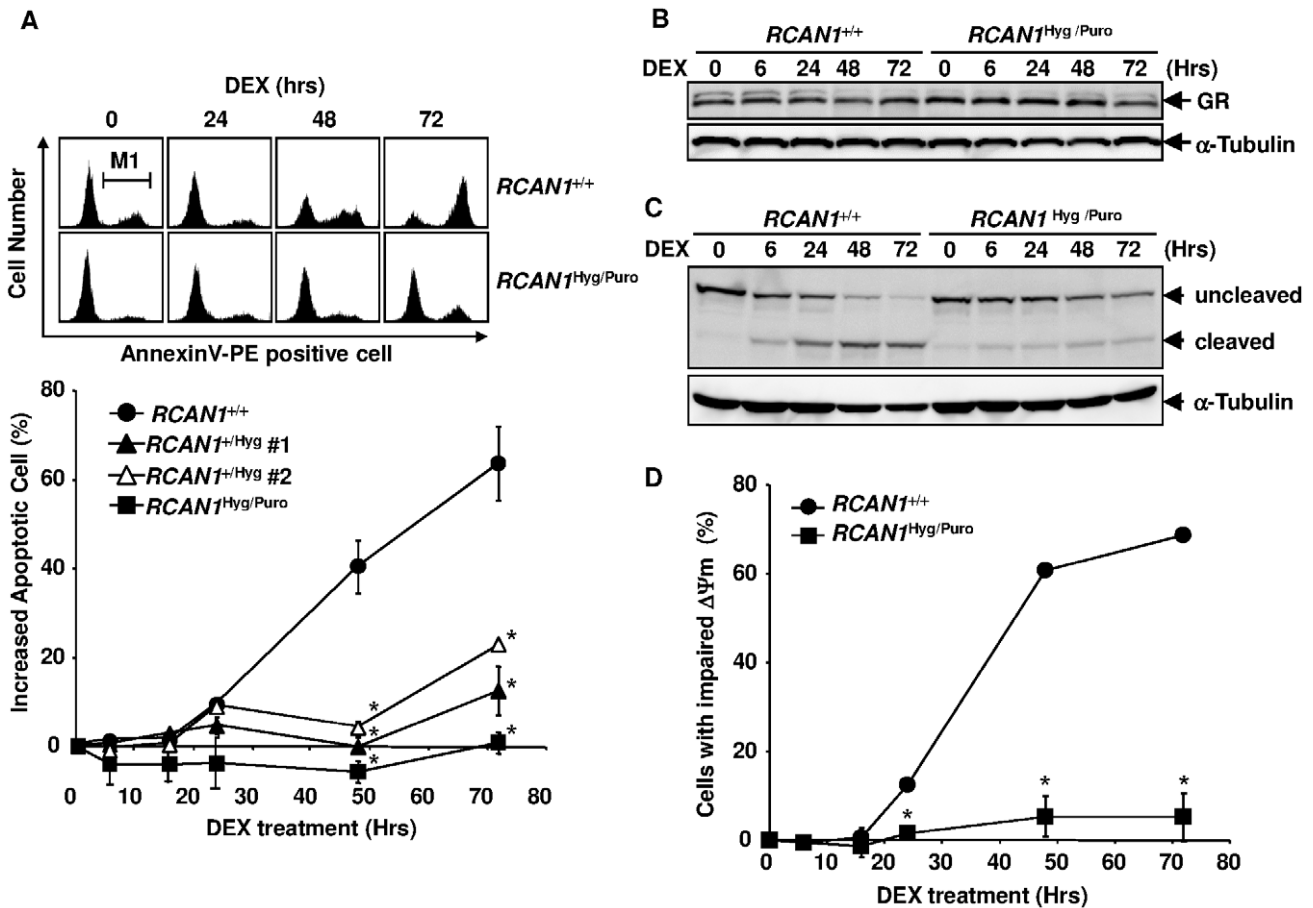 A
DEX (hrs)
0 24 48 72
M1
RCAN1+/+
RCAN1Hyg/Puro
Cell Number
AnnexinV-PE positive cell
80
60
40
20
0
Increased Apoptotic Cell (%)
RCAN1+/+
RCAN1+/Hyg #1
RCAN1+/Hyg #2
RCAN1Hyg/Puro
* * * * * *
0 10 20 30 40 50 60 70 80
DEX treatment (Hrs)
B
RCAN1+/+ RCAN1Hyg /Puro
DEX 0 6 24 48 72 0 6 24 48 72 (Hrs)
GR
α-Tubulin
C
RCAN1+/+ RCAN1 Hyg /Puro
DEX 0 6 24 48 72 0 6 24 48 72 (Hrs)
uncleaved
cleaved
α-Tubulin
D
80
60
40
20
0
Cells with impaired ΔΨm (%)
RCAN1+/+
RCAN1Hyg/Puro
* * *
0 10 20 30 40 50 60 70 80
DEX treatment (Hrs)